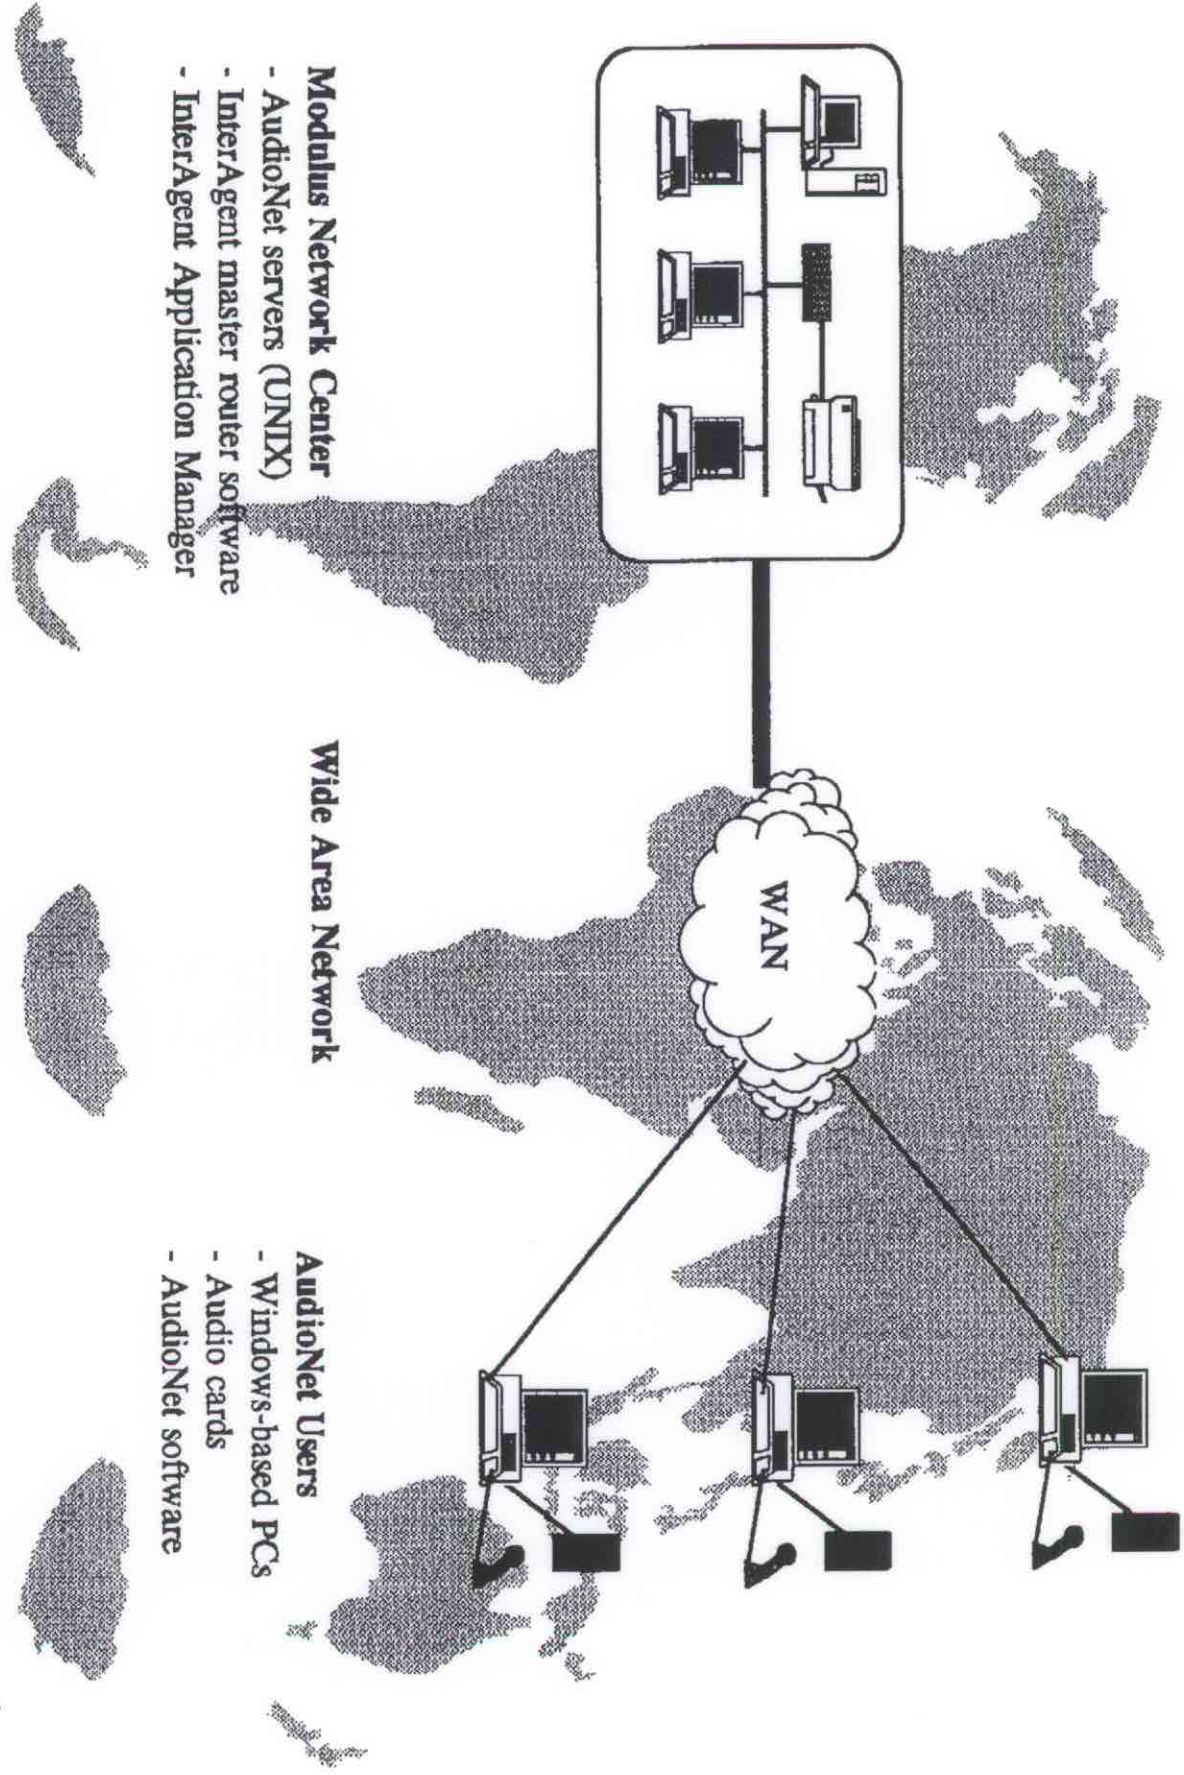 WAN
Modulus Network Center
- AudioNet servers (UNIX)
- InterAgent master router software
- InterAgent Application Manager
Wide Area Network
AudioNet Users
- Windows-based PCs
- Audio cards
- AudioNet software